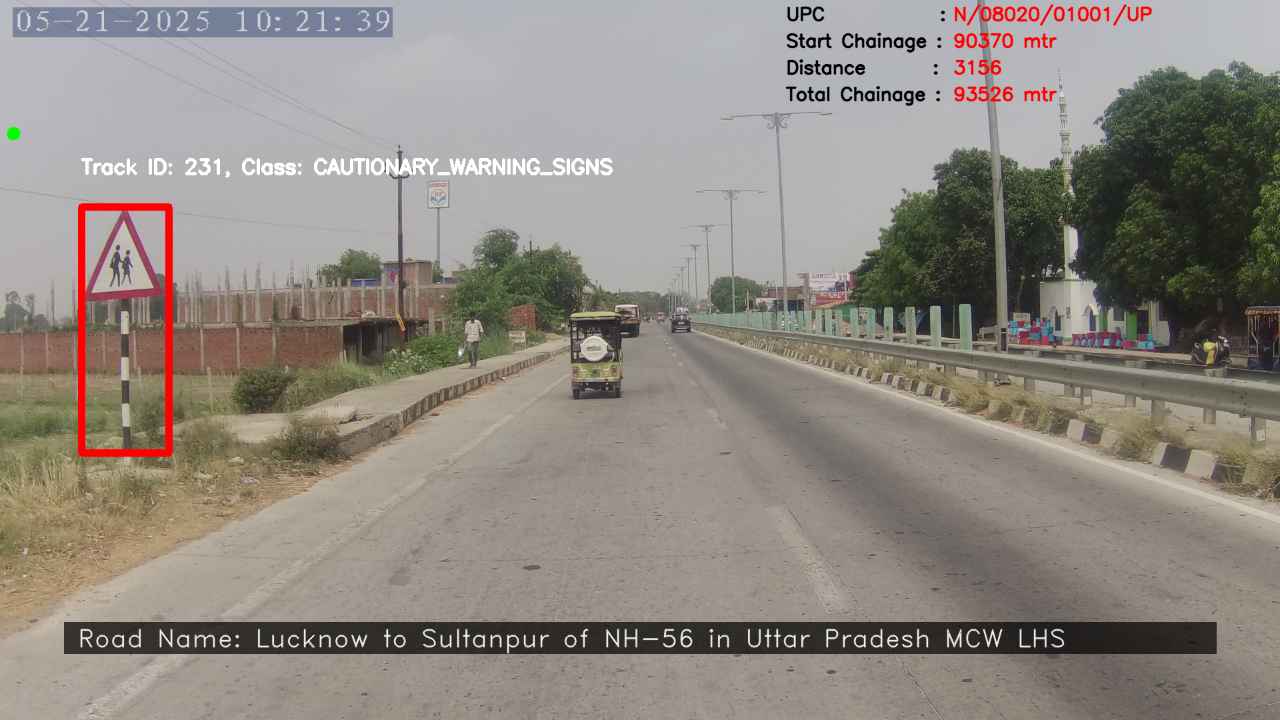 05-21-2025 10:21:39
UPC : N/08020/01001/UP
Start Chainage : 90370 mtr
Distance : 3156
Total Chainage : 93526 mtr
Track ID: 231, Class: CAUTIONARY_WARNING_SIGNS
Road Name: Lucknow to Sultanpur of NH-56 in Uttar Pradesh MCW LHS